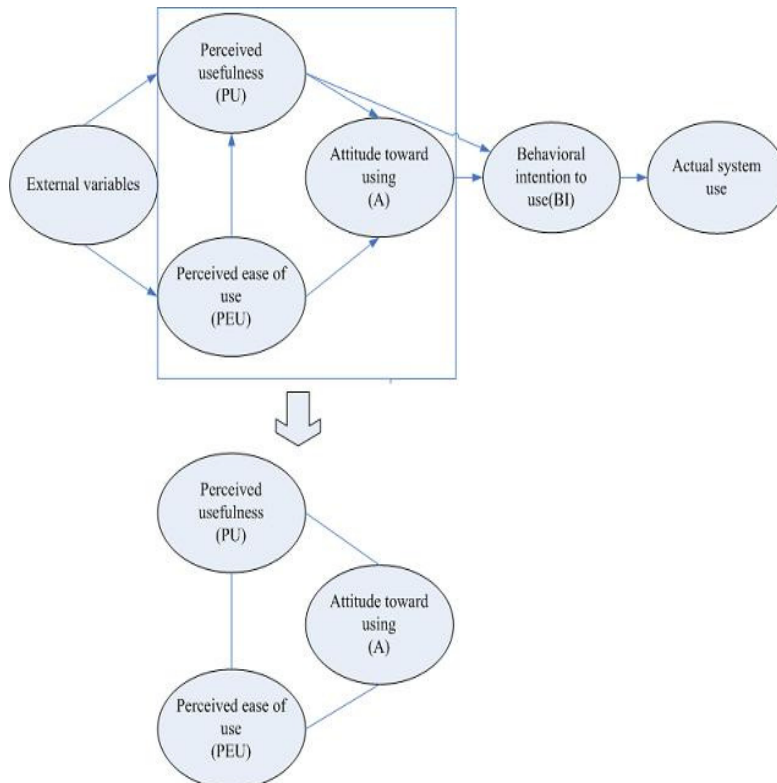 Perceived
usefulness
(PU)
External variables
Attitude toward
using
(A)
Behavioral
intention to
use(BI)
Actual system
use
Perceived ease of
use
(PEU)
Perceived
usefulness
(PU)
Attitude toward
using
(A)
Perceived ease of
use
(PEU)